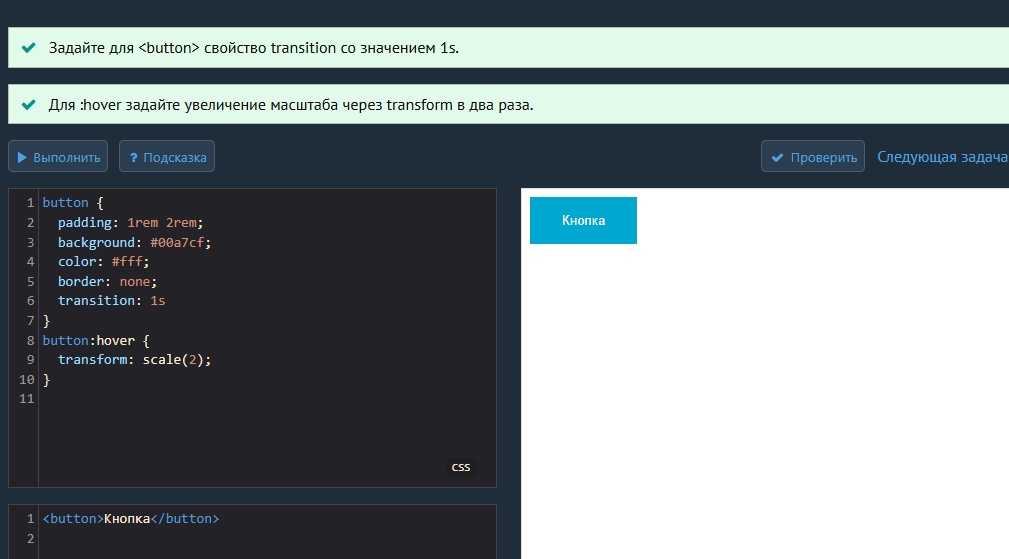 Задайте для <button> свойство transition со значением 1s.
Для :hover задайте увеличение масштаба через transform в два раза.
Выполнить ? Подсказка Проверить Следующая задача
1 button {
2 padding: 1rem 2rem;
3 background: #00a7cf;
4 color: #fff;
5 border: none;
6 transition: 1s
7 }
8 button:hover {
9 transform: scale(2);
10 }
11
css
Кнопка
1 <button>Кнопка</button>
2